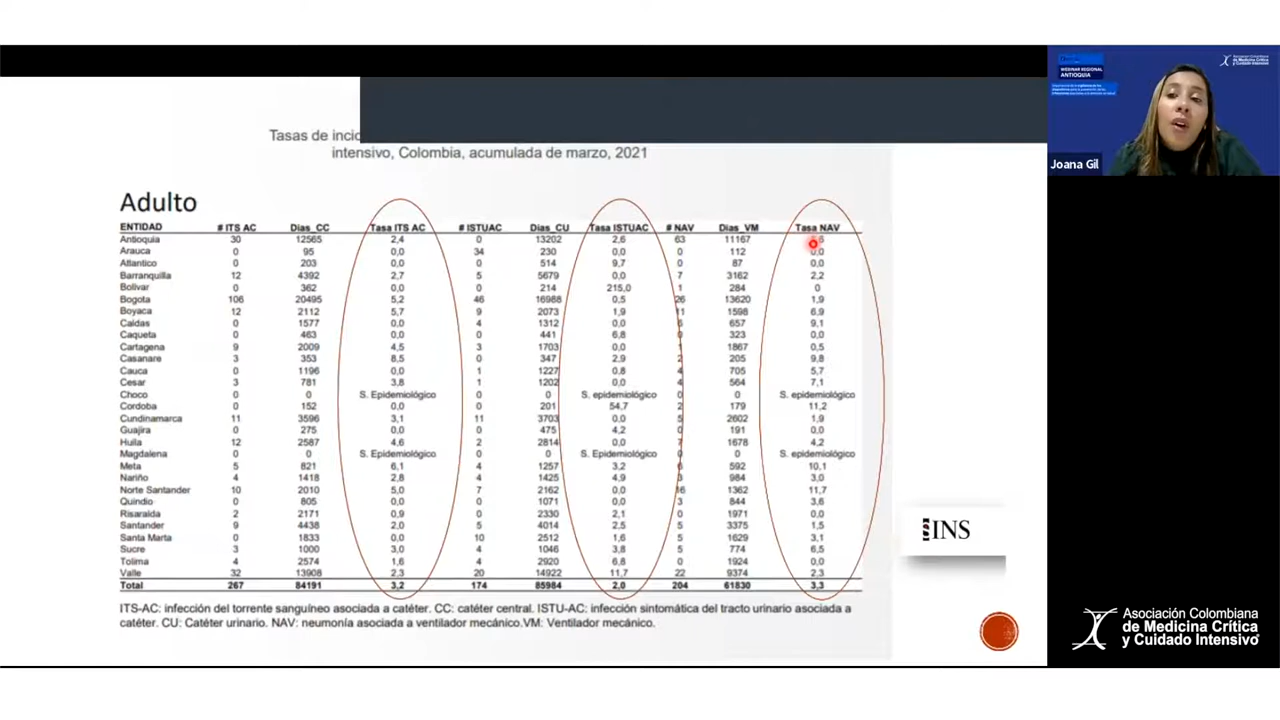 WEBINAR REGIONAL
ANTIOQUIA
Asociación Colombiana
de Medicina Crítica
y Cuidado Intensivo
Joana Gil
Tasas de incic
intensivo, Colombia, acumulada de marzo, 2021
Adulto
ENTIDAD # ITS AC Dias_CC Tasa ITS AC # ISTUAC Dias_CU Tasa ISTUAC # NAV Dias_VM Tasa NAV
Antioquia 30 12565 2,4 0 13202 2,6 63 11167
Arauca 0 95 0,0 34 230 0,0 0 112 0,0
Atlantico 0 203 0,0 0 514 9,7 0 87 0,0
Barranquilla 12 4392 2,7 5 5679 0,0 7 3162 2,2
Bolivar 0 362 0,0 0 214 215,0 1 284 0
Bogota 106 20495 5,2 46 16988 0,5 26 13620 1,9
Boyaca 12 2112 5,7 9 2073 1,9 11 1598 6,9
Caldas 0 1577 0,0 4 1312 0,0 6 657 9,1
Caqueta 0 463 0,0 0 441 6,8 0 323 0,0
Cartagena 9 2009 4,5 3 1703 0,0 1 1867 0,5
Casanare 3 353 8,5 0 347 2,9 2 205 9,8
Cauca 0 1196 0,0 1 1227 0,8 4 705 5,7
Cesar 3 781 3,8 1 1202 0,0 4 564 7,1
Choco 0 0 S. Epidemiológico 0 0 S. epidemiológico 0 0 S. epidemiológico
Cordoba 0 152 0,0 0 201 54,7 2 179 11,2
Cundinamarca 11 3596 3,1 11 3703 0,0 5 2602 1,9
Guajira 0 275 0,0 0 475 4,2 0 191 0,0
Huila 12 2587 4,6 2 2814 0,0 7 1678 4,2
Magdalena 0 0 S. Epidemiológico 0 0 S. Epidemiológico 0 0 S. epidemiológico
Meta 5 821 6,1 4 1257 3,2 6 592 10,1
Nariño 4 1418 2,8 4 1425 4,9 3 984 3,0
Norte Santander 10 2010 5,0 7 2162 0,0 16 1362 11,7
Quindio 0 805 0,0 0 1071 0,0 3 844 3,6
Risaralda 2 2171 0,9 0 2330 2,1 0 1971 0,0
Santander 9 4438 2,0 5 4014 2,5 5 3375 1,5
Santa Marta 0 1833 0,0 10 2512 1,6 5 1629 3,1
Sucre 3 1000 3,0 4 1046 3,8 5 774 6,5
Tolima 4 2574 1,6 4 2920 6,8 0 1924 0,0
Valle 32 13908 2,3 20 14922 11,7 22 9374 2,3
Total 267 84191 3,2 174 85984 2,0 204 61830 3,3
ITS-AC: infección del torrente sanguíneo asociada a catéter. CC: catéter central. ISTU-AC: infección sintomática del tracto urinario asociada a
catéter. CU: Catéter urinario. NAV: neumonía asociada a ventilador mecánico.VM: Ventilador mecánico.
INS
Asociación Colombiana
de Medicina Crítica
y Cuidado Intensivo